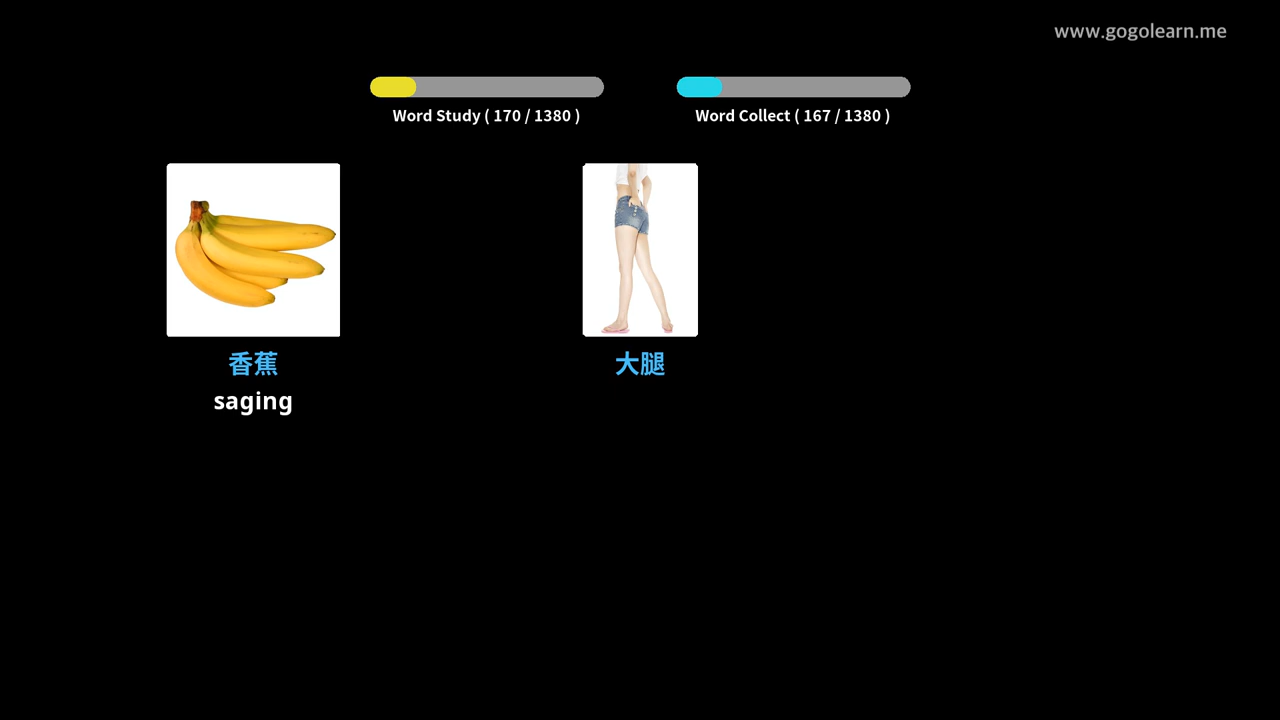 www.gogolearn.me
Word Study ( 170 / 1380 )
Word Collect ( 167 / 1380 )
香蕉
saging
大腿